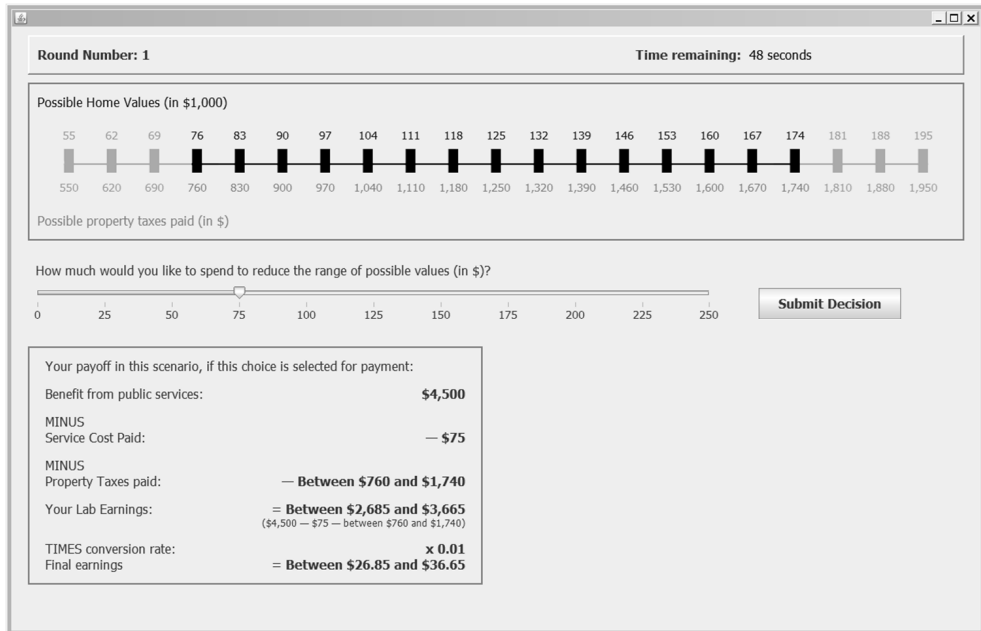 Round Number: 1 Time remaining: 48 seconds
Possible Home Values (in $1,000)
55 62 69 76 83 90 97 104 111 118 125 132 139 146 153 160 167 174 181 188 195
550 620 690 760 830 900 970 1,040 1,110 1,180 1,250 1,320 1,390 1,460 1,530 1,600 1,670 1,740 1,810 1,880 1,950
Possible property taxes paid (in $)
How much would you like to spend to reduce the range of possible values (in $)?
0 25 50 75 100 125 150 175 200 225 250
Submit Decision
Your payoff in this scenario, if this choice is selected for payment:
Benefit from public services: $4,500
MINUS
Service Cost Paid: — $75
MINUS
Property Taxes paid: — Between $760 and $1,740
Your Lab Earnings: = Between $2,685 and $3,665
($4,500 — $75 — between $760 and $1,740)
TIMES conversion rate: x 0.01
Final earnings = Between $26.85 and $36.65